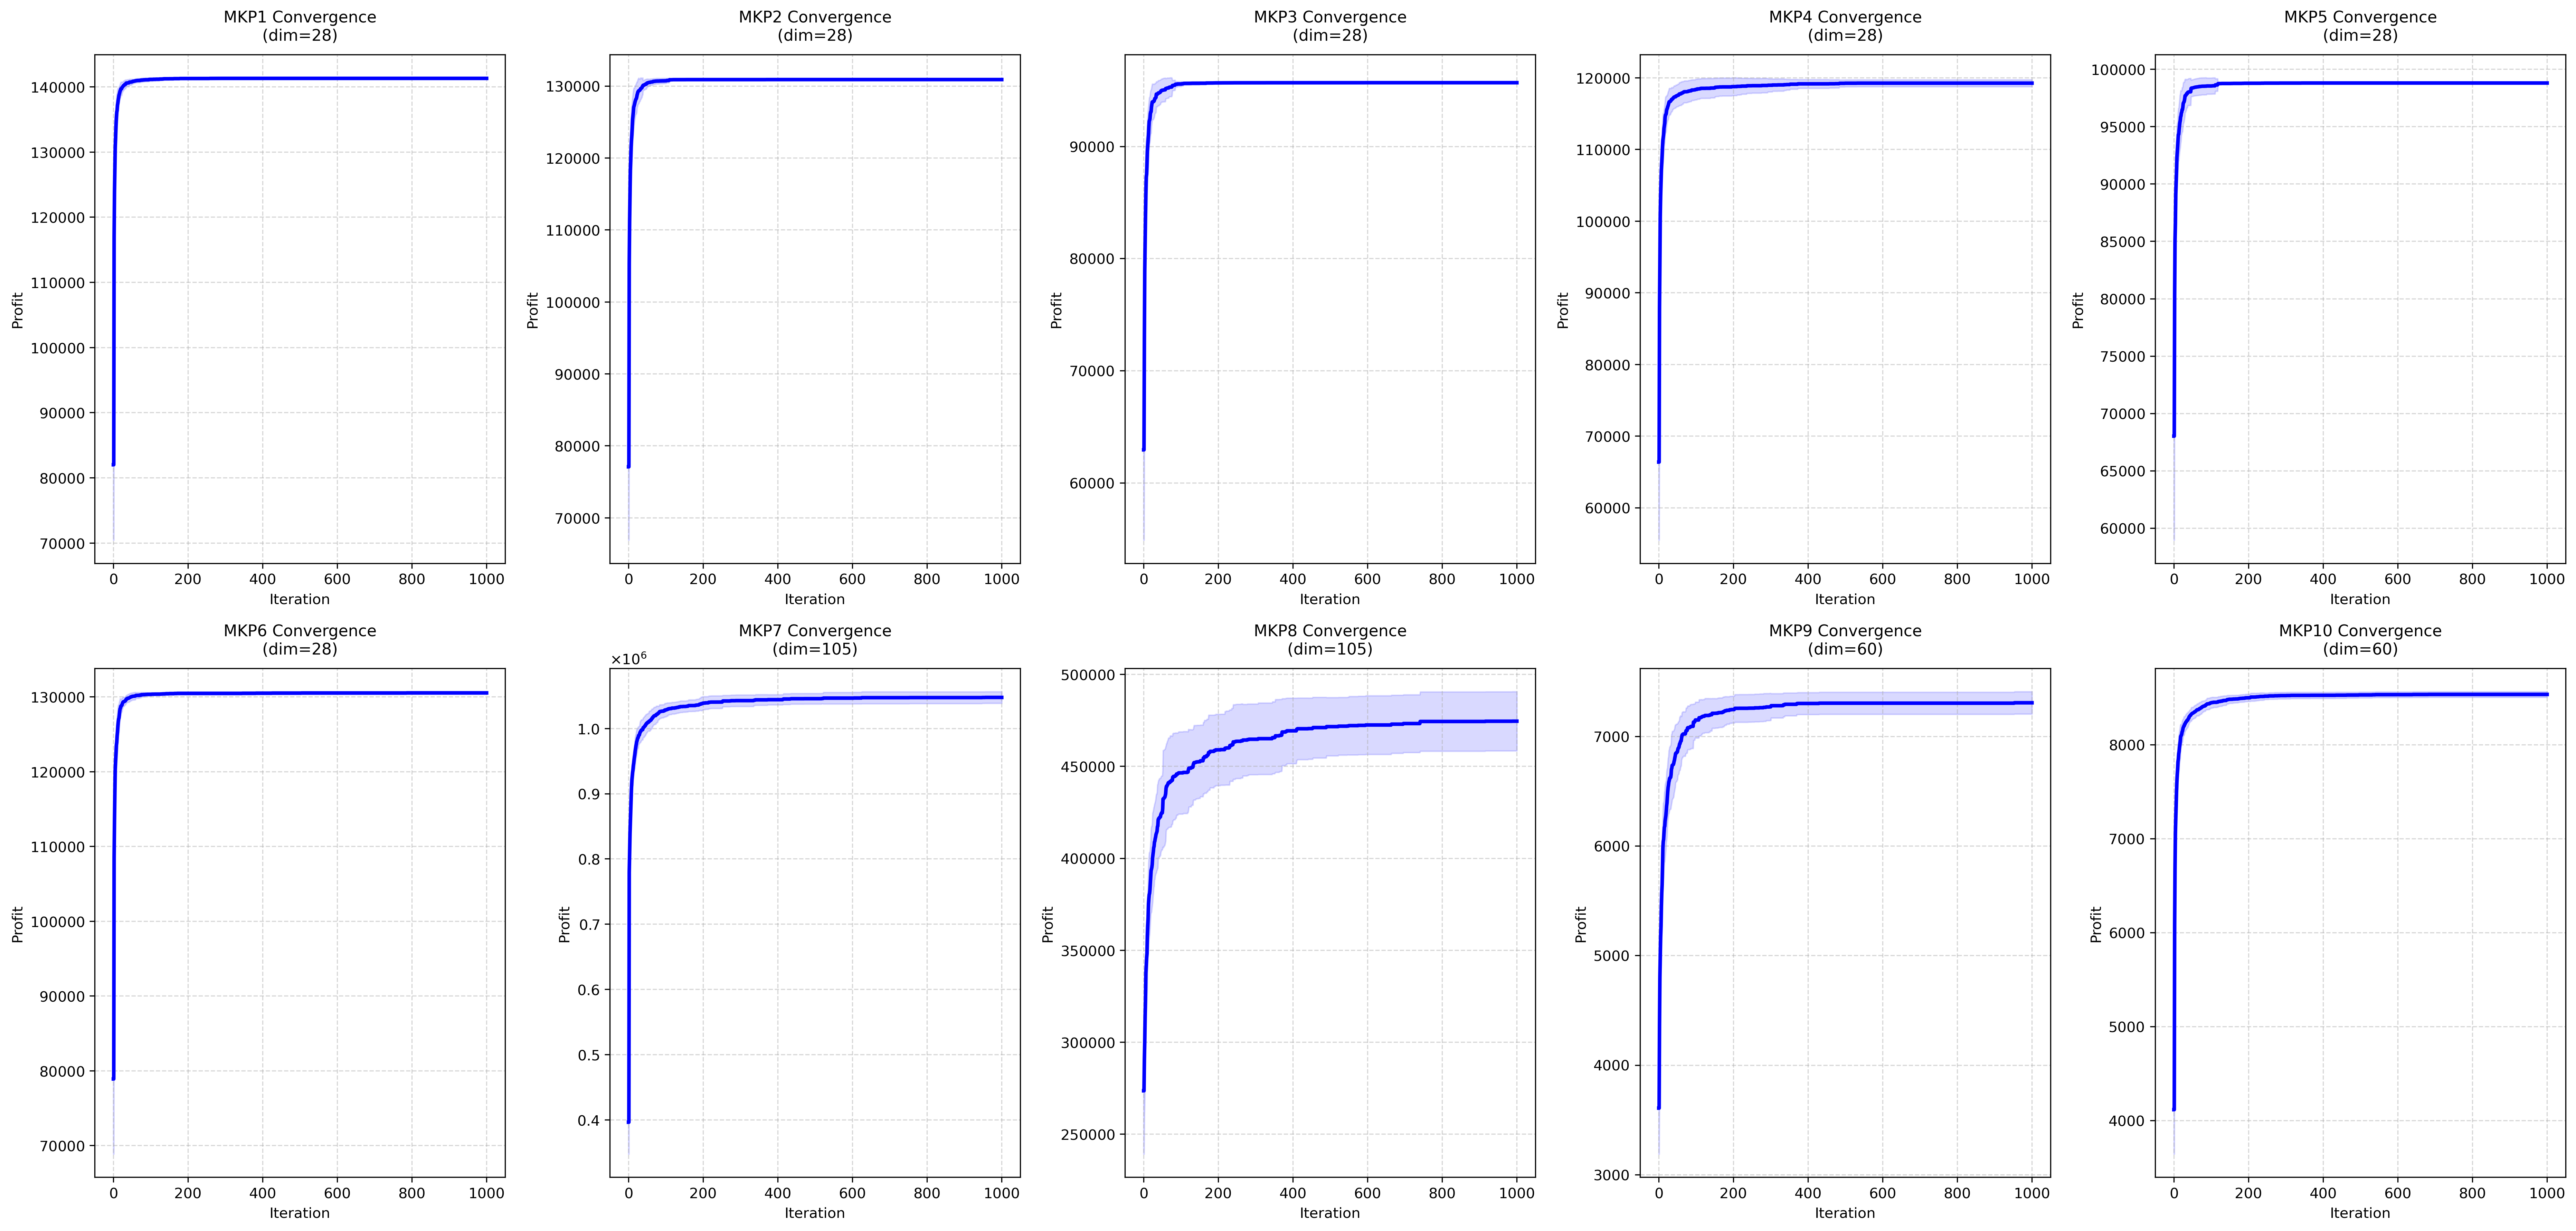 MKP1 Convergence
(dim=28)
Profit
140000
130000
120000
110000
100000
90000
80000
70000
0 200 400 600 800 1000
Iteration
MKP2 Convergence
(dim=28)
Profit
130000
120000
110000
100000
90000
80000
70000
0 200 400 600 800 1000
Iteration
MKP3 Convergence
(dim=28)
Profit
90000
80000
70000
60000
0 200 400 600 800 1000
Iteration
MKP4 Convergence
(dim=28)
Profit
120000
110000
100000
90000
80000
70000
60000
0 200 400 600 800 1000
Iteration
MKP5 Convergence
(dim=28)
Profit
100000
95000
90000
85000
80000
75000
70000
65000
60000
0 200 400 600 800 1000
Iteration
MKP6 Convergence
(dim=28)
Profit
130000
120000
110000
100000
90000
80000
70000
0 200 400 600 800 1000
Iteration
MKP7 Convergence
(dim=105)
×10⁶
Profit
1.0
0.9
0.8
0.7
0.6
0.5
0.4
0 200 400 600 800 1000
Iteration
MKP8 Convergence
(dim=105)
Profit
500000
450000
400000
350000
300000
250000
0 200 400 600 800 1000
Iteration
MKP9 Convergence
(dim=60)
Profit
7000
6000
5000
4000
3000
0 200 400 600 800 1000
Iteration
MKP10 Convergence
(dim=60)
Profit
8000
7000
6000
5000
4000
0 200 400 600 800 1000
Iteration